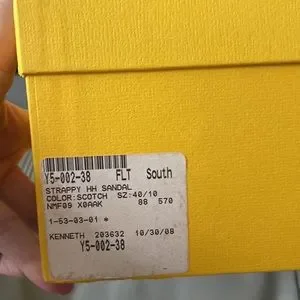 Y5-002-38 FLT South
STRAPPY HH SANDAL
COLOR:SCOTCH SZ:40/10
NMF09 X0AAK 88 570
1-53-03-01 *
KENNETH 203632 10/30/08
Y5-002-38